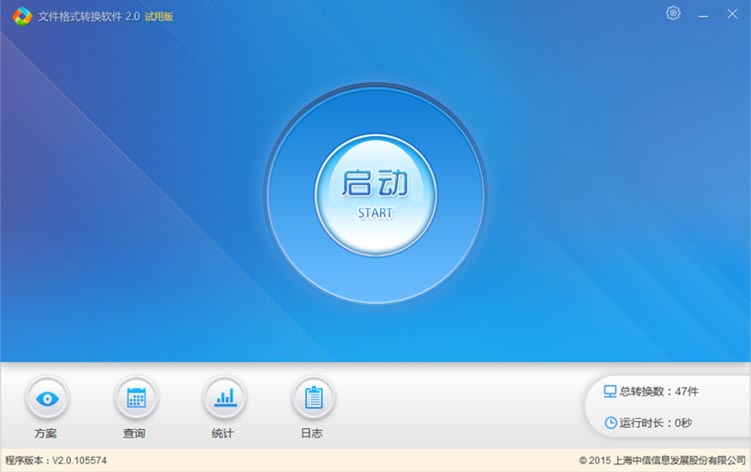 文件格式转换软件 2.0 试用版
启动
START
方案
查询
统计
日志
总转换数：47件
运行时长：0秒
程序版本：V2.0.105574
© 2015 上海中信信息发展股份有限公司